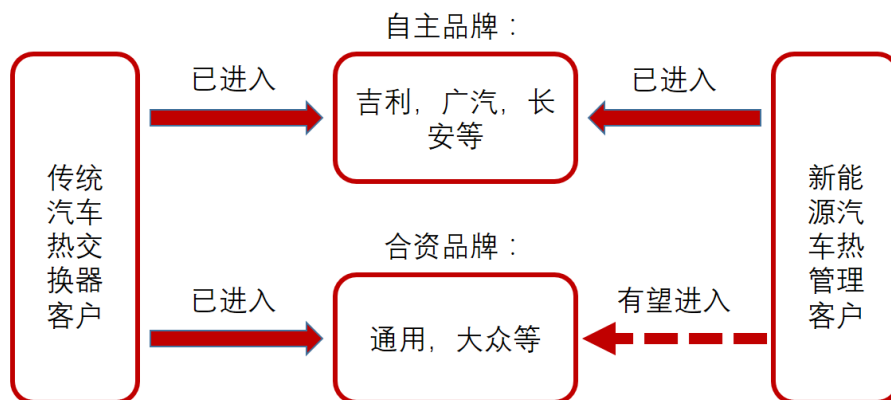 自主品牌：
已进入
吉利，广汽，长
安等
已进入
传统
汽车
热交
换器
客户
新能
源汽
车热
管理
客户
合资品牌：
已进入
通用，大众等
有望进入